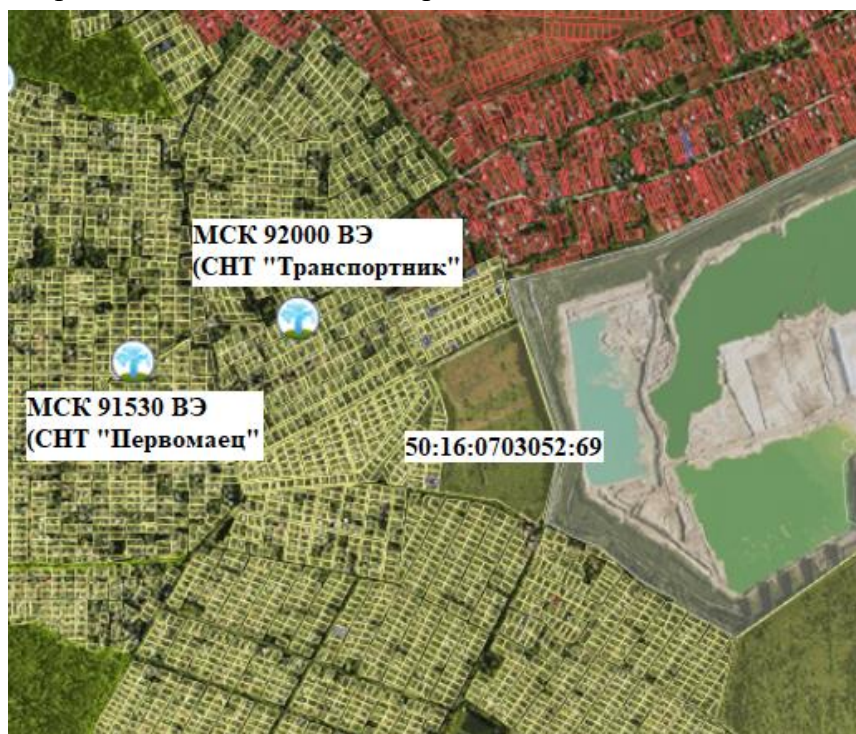 МСК 92000 ВЭ
(СНТ "Транспортник"
МСК 91530 ВЭ
(СНТ "Первомаец"
50:16:0703052:69